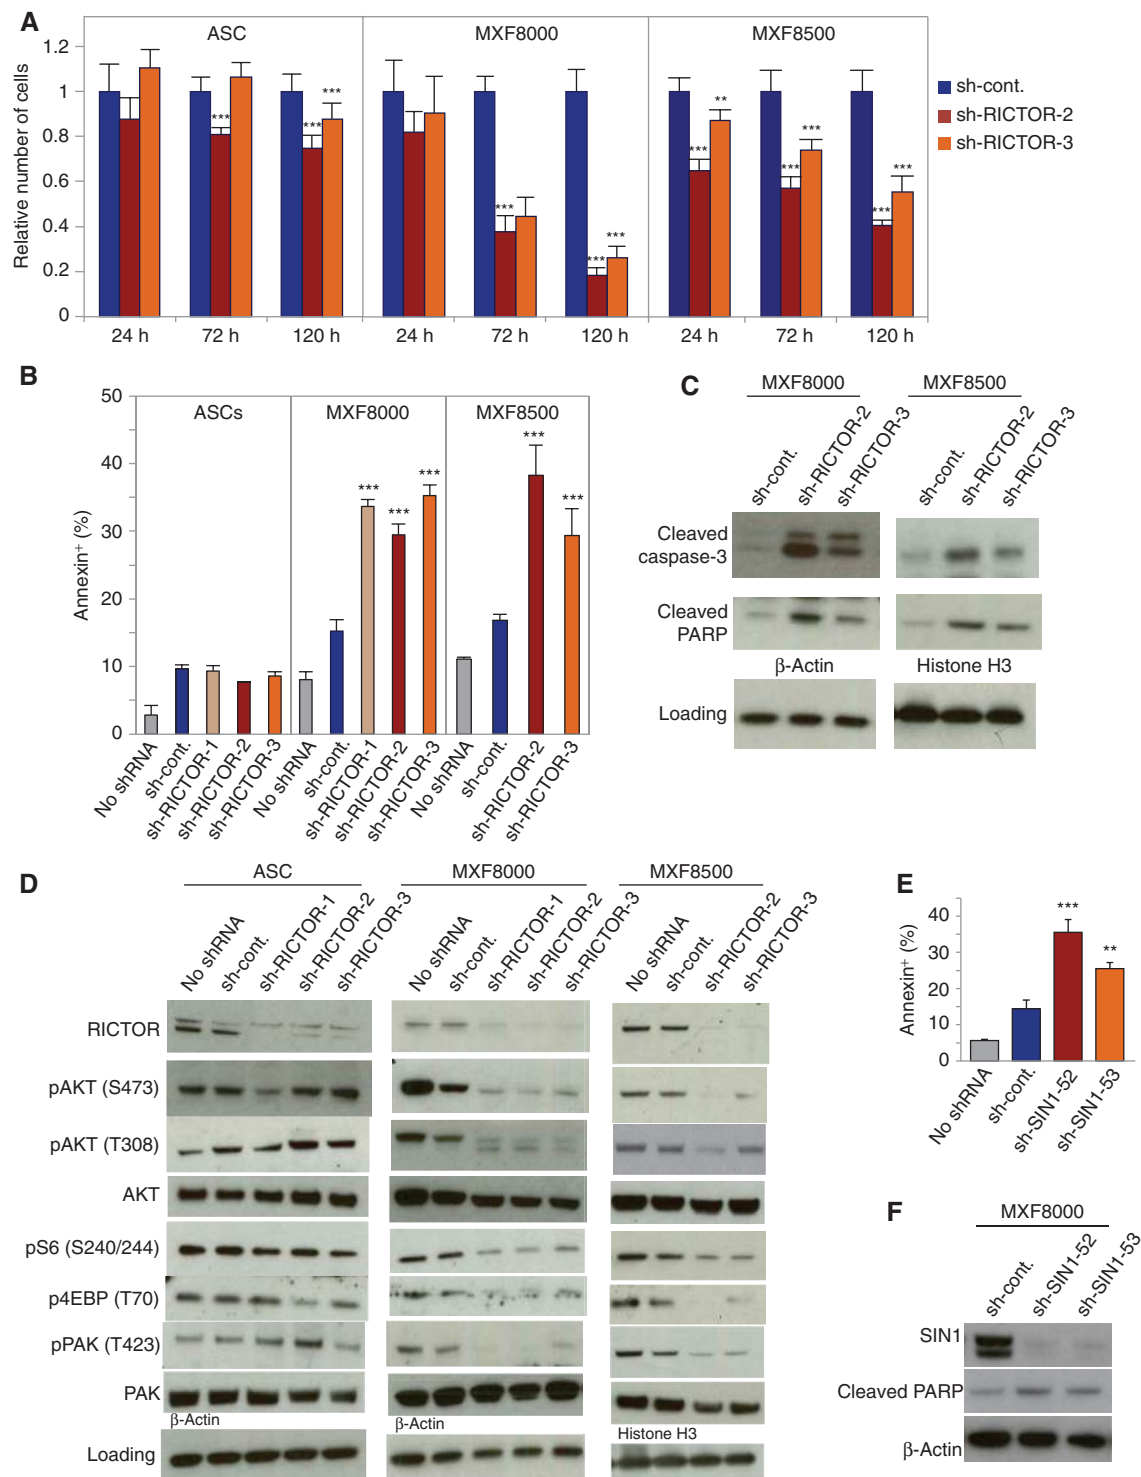 A
ASC
MXF8000
MXF8500
Relative number of cells
1.2
1
0.8
0.6
0.4
0.2
0
*** *** ***
*** *** ***
*** ** *** *** *** ***
24 h 72 h 120 h 24 h 72 h 120 h 24 h 72 h 120 h
sh-cont.
sh-RICTOR-2
sh-RICTOR-3
B
Annexin⁺ (%)
50
40
30
20
10
0
ASCs
MXF8000
MXF8500
*** *** *** *** ***
No shRNA
sh-cont.
sh-RICTOR-1
sh-RICTOR-2
sh-RICTOR-3
No shRNA
sh-cont.
sh-RICTOR-1
sh-RICTOR-2
sh-RICTOR-3
No shRNA
sh-cont.
sh-RICTOR-2
sh-RICTOR-3
C
MXF8000
MXF8500
sh-cont.
sh-RICTOR-2
sh-RICTOR-3
sh-cont.
sh-RICTOR-2
sh-RICTOR-3
Cleaved
caspase-3
Cleaved
PARP
β-Actin
Histone H3
Loading
D
ASC
MXF8000
MXF8500
No shRNA
sh-cont.
sh-RICTOR-1
sh-RICTOR-2
sh-RICTOR-3
No shRNA
sh-cont.
sh-RICTOR-1
sh-RICTOR-2
sh-RICTOR-3
No shRNA
sh-cont.
sh-RICTOR-2
sh-RICTOR-3
RICTOR
pAKT (S473)
pAKT (T308)
AKT
pS6 (S240/244)
p4EBP (T70)
pPAK (T423)
PAK
β-Actin
β-Actin
Histone H3
Loading
E
Annexin⁺ (%)
40
30
20
10
0
***
**
No shRNA
sh-cont.
sh-SIN1-52
sh-SIN1-53
F
MXF8000
sh-cont.
sh-SIN1-52
sh-SIN1-53
SIN1
Cleaved PARP
β-Actin